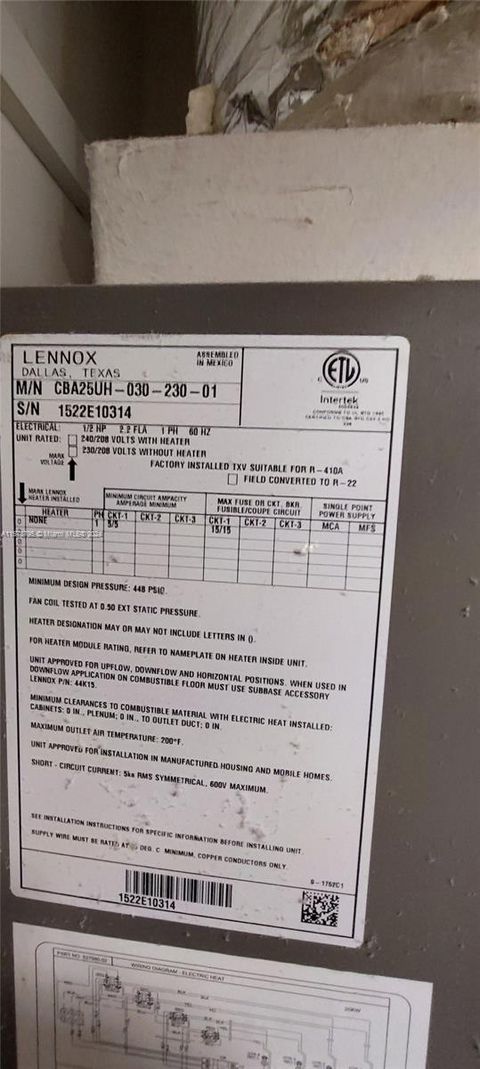 LENNOX
DALLAS, TEXAS
ASSEMBLED
IN MEXICO
M/N CBA25UH-030-230-01
S/N 1522E10314
ETL
C US
Intertek
ELECTRICAL: 1/2 HP 2.2 FLA 1 PH 60 HZ
UNIT RATED: 240/208 VOLTS WITH HEATER
230/208 VOLTS WITHOUT HEATER
MARK
VOLTAGE
FACTORY INSTALLED TXV SUITABLE FOR R-410A
FIELD CONVERTED TO R-22
MARK LENNOX
HEATER INSTALLED
MINIMUM CIRCUIT AMPACITY
AMPERAGE MINIMUM
MAX FUSE OR CKT. BKR.
FUSIBLE/COUPE CIRCUIT
SINGLE POINT
POWER SUPPLY
HEATER PH CKT-1 CKT-2 CKT-3 CKT-1 CKT-2 CKT-3 MCA MFS
NONE 1 5/5 15/15
MINIMUM DESIGN PRESSURE: 448 PSIG.
FAN COIL TESTED AT 0.50 EXT STATIC PRESSURE.
HEATER DESIGNATION MAY OR MAY NOT INCLUDE LETTERS IN ().
FOR HEATER MODULE RATING, REFER TO NAMEPLATE ON HEATER INSIDE UNIT.
UNIT APPROVED FOR UPFLOW, DOWNFLOW AND HORIZONTAL POSITIONS. WHEN USED IN
DOWNFLOW APPLICATION ON COMBUSTIBLE FLOOR MUST USE SUBBASE ACCESSORY
LENNOX P/N: 44K15.
MINIMUM CLEARANCES TO COMBUSTIBLE MATERIAL WITH ELECTRIC HEAT INSTALLED:
CABINETS: 0 IN., PLENUM; 0 IN., TO OUTLET DUCT; 0 IN.
MAXIMUM OUTLET AIR TEMPERATURE: 200°F.
UNIT APPROVED FOR INSTALLATION IN MANUFACTURED HOUSING AND MOBILE HOMES.
SHORT - CIRCUIT CURRENT: 5ka RMS SYMMETRICAL, 600V MAXIMUM.
SEE INSTALLATION INSTRUCTIONS FOR SPECIFIC INFORMATION BEFORE INSTALLING UNIT.
SUPPLY WIRE MUST BE RATED AT DEG. C MINIMUM, COPPER CONDUCTORS ONLY.
1522E10314
WIRING DIAGRAM - ELECTRIC HEAT